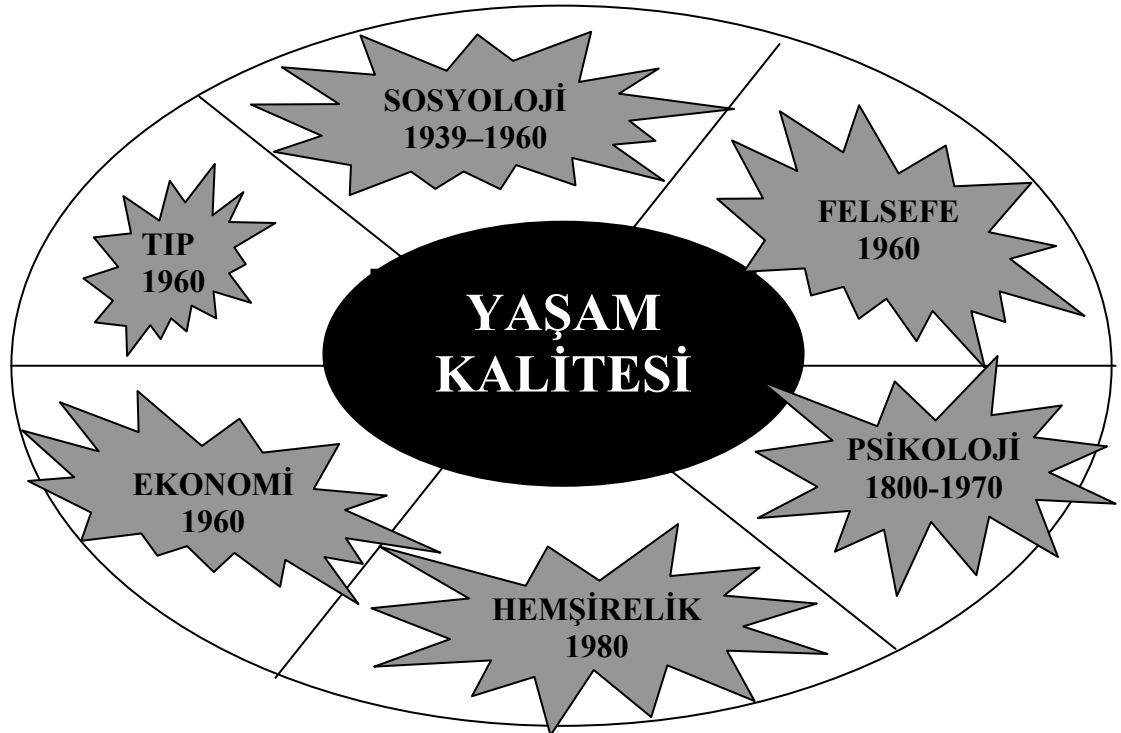 SOSYOLOJİ
1939–1960
FELSEFE
1960
TIP
1960
YAŞAM
KALİTESİ
PSİKOLOJİ
1800-1970
EKONOMİ
1960
HEMŞİRELİK
1980